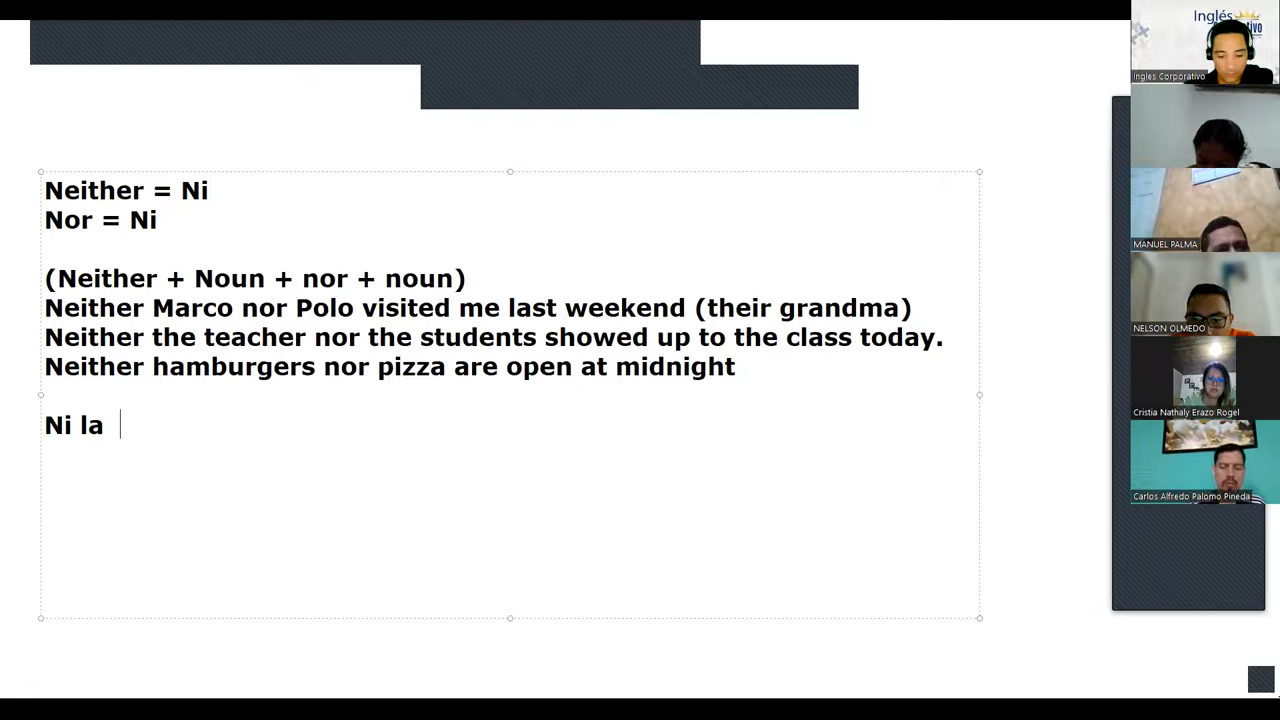 Neither = Ni
Nor = Ni
(Neither + Noun + nor + noun)
Neither Marco nor Polo visited me last weekend (their grandma)
Neither the teacher nor the students showed up to the class today.
Neither hamburgers nor pizza are open at midnight
Ni la
Inglés
Ingles Corporativo
MANUEL PALMA
NELSON OLMEDO
Cristia Nathaly Erazo Rogel
Carlos Alfredo Palomo Pineda